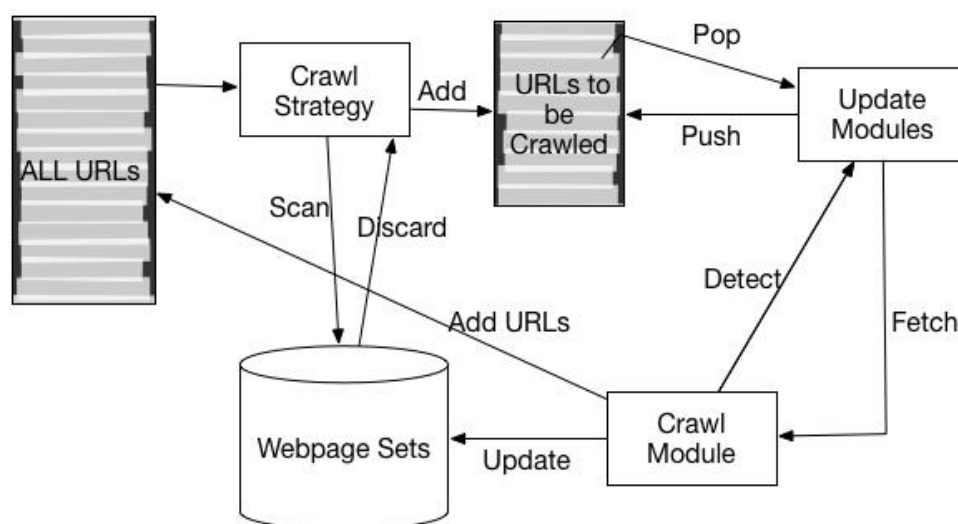 ALL URLs
Crawl
Strategy
Add
URLs to
be
Crawled
Pop
Push
Update
Modules
Scan
Discard
Add URLs
Detect
Fetch
Webpage Sets
Update
Crawl
Module